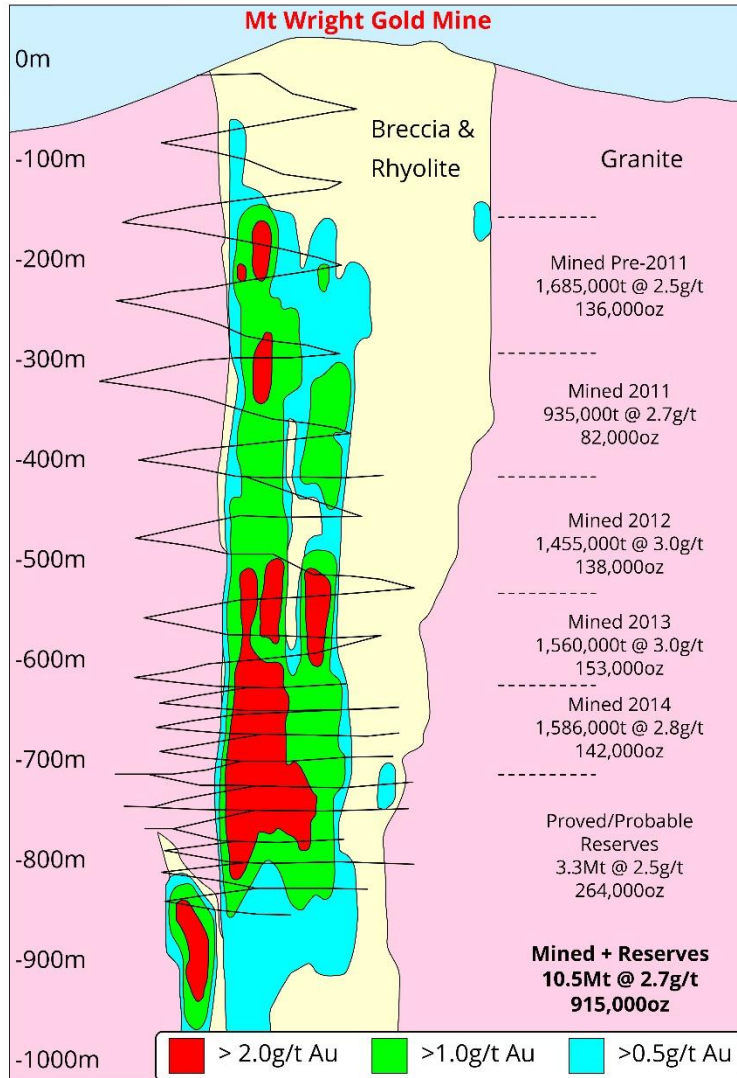 Mt Wright Gold Mine
0m
-100m
-200m
-300m
-400m
-500m
-600m
-700m
-800m
-900m
-1000m
Breccia &
Rhyolite
Granite
Mined Pre-2011
1,685,000t @ 2.5g/t
136,000oz
Mined 2011
935,000t @ 2.7g/t
82,000oz
Mined 2012
1,455,000t @ 3.0g/t
138,000oz
Mined 2013
1,560,000t @ 3.0g/t
153,000oz
Mined 2014
1,586,000t @ 2.8g/t
142,000oz
Proved/Probable
Reserves
3.3Mt @ 2.5g/t
264,000oz
Mined + Reserves
10.5Mt @ 2.7g/t
915,000oz
> 2.0g/t Au
>1.0g/t Au
>0.5g/t Au